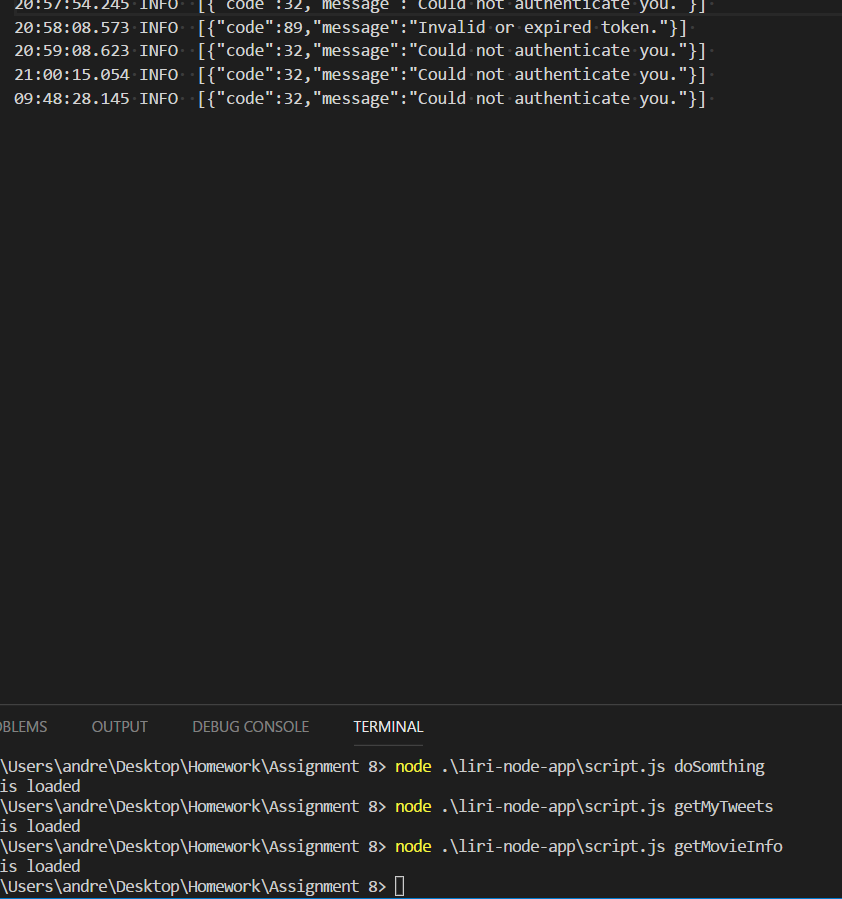 20:57:54.245 INFO [{"code":32,"message":"Could not authenticate you."}]
20:58:08.573 INFO [{"code":89,"message":"Invalid or expired token."}]
20:59:08.623 INFO [{"code":32,"message":"Could not authenticate you."}]
21:00:15.054 INFO [{"code":32,"message":"Could not authenticate you."}]
09:48:28.145 INFO [{"code":32,"message":"Could not authenticate you."}]
OBLEMS OUTPUT DEBUG CONSOLE TERMINAL
\Users\andre\Desktop\Homework\Assignment 8> node .\liri-node-app\script.js doSomthing
is loaded
\Users\andre\Desktop\Homework\Assignment 8> node .\liri-node-app\script.js getMyTweets
is loaded
\Users\andre\Desktop\Homework\Assignment 8> node .\liri-node-app\script.js getMovieInfo
is loaded
\Users\andre\Desktop\Homework\Assignment 8>